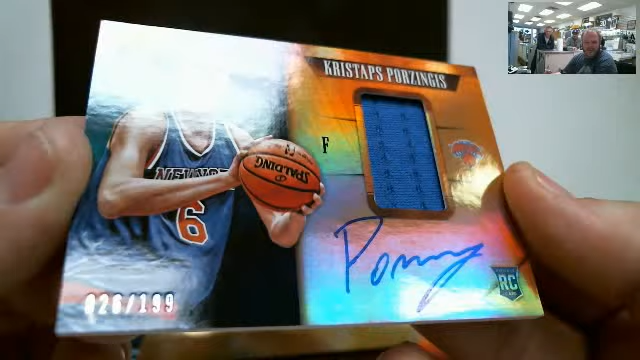 KRISTAPS PORZINGIS
F
SPALDING
NEW YORK
6
026/199
RC